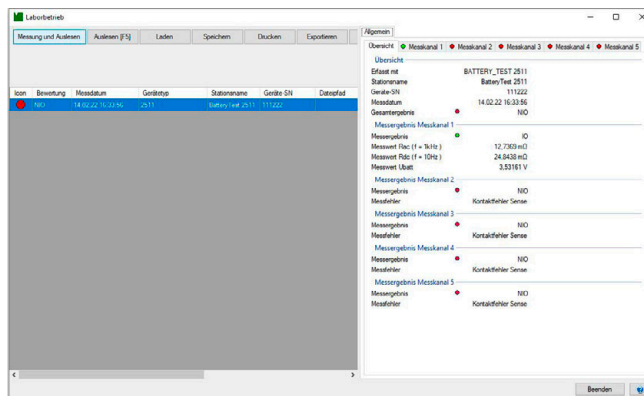 Laborbetrieb
Messung und Auslesen Auslesen [F5] Laden Speichern Drucken Exportieren
Icon Bewertung Messdatum Gerätetyp Stationsname Geräte-SN Dateipfad
NIO 14.02.22 16:33:56 2511 BatteryTest 2511 111222
Allgemein
Übersicht Messkanal 1 Messkanal 2 Messkanal 3 Messkanal 4 Messkanal 5
Übersicht
Erfasst mit BATTERY_TEST 2511
Stationsname BatteryTest 2511
Geräte-SN 111222
Messdatum 14.02.22 16:33:56
Gesamtergebnis NIO
Messergebnis Messkanal 1
Messergebnis IO
Messwert Rac (f = 1kHz ) 12,7369 mΩ
Messwert Rdc (f = 10Hz ) 24,8438 mΩ
Messwert Ubatt 3,53161 V
Messergebnis Messkanal 2
Messergebnis NIO
Messfehler Kontaktfehler Sense
Messergebnis Messkanal 3
Messergebnis NIO
Messfehler Kontaktfehler Sense
Messergebnis Messkanal 4
Messergebnis NIO
Messfehler Kontaktfehler Sense
Messergebnis Messkanal 5
Messergebnis NIO
Messfehler Kontaktfehler Sense
Beenden